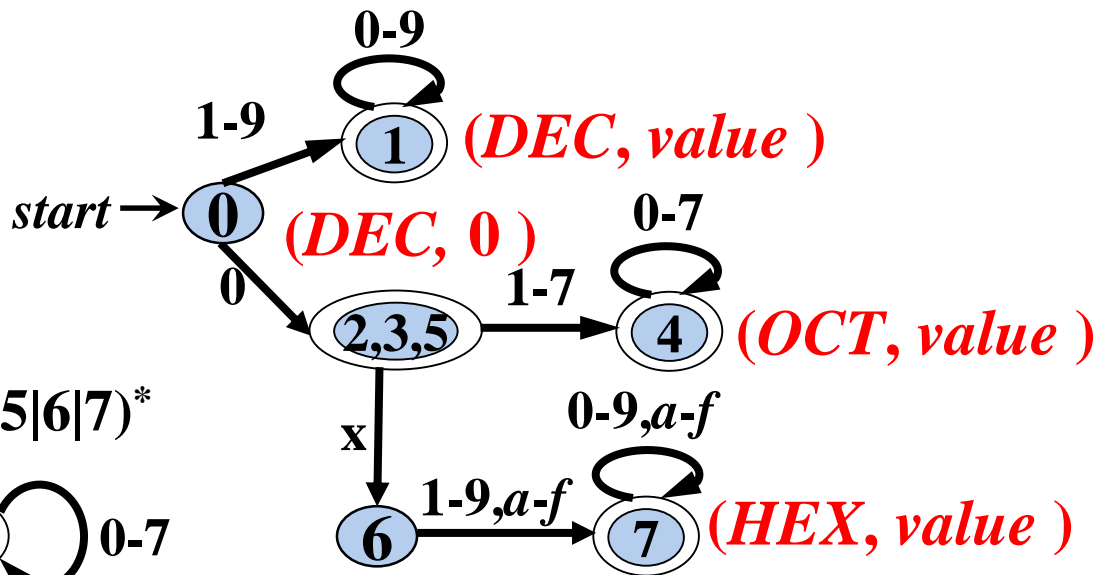 0-9
1-9
1 (DEC, value )
start 0
(DEC, 0 )
0-7
0
1-7
2,3,5
4 (OCT, value )
5|6|7)*
0-9,a-f
x
1-9,a-f
0-7
6
7 (HEX, value )